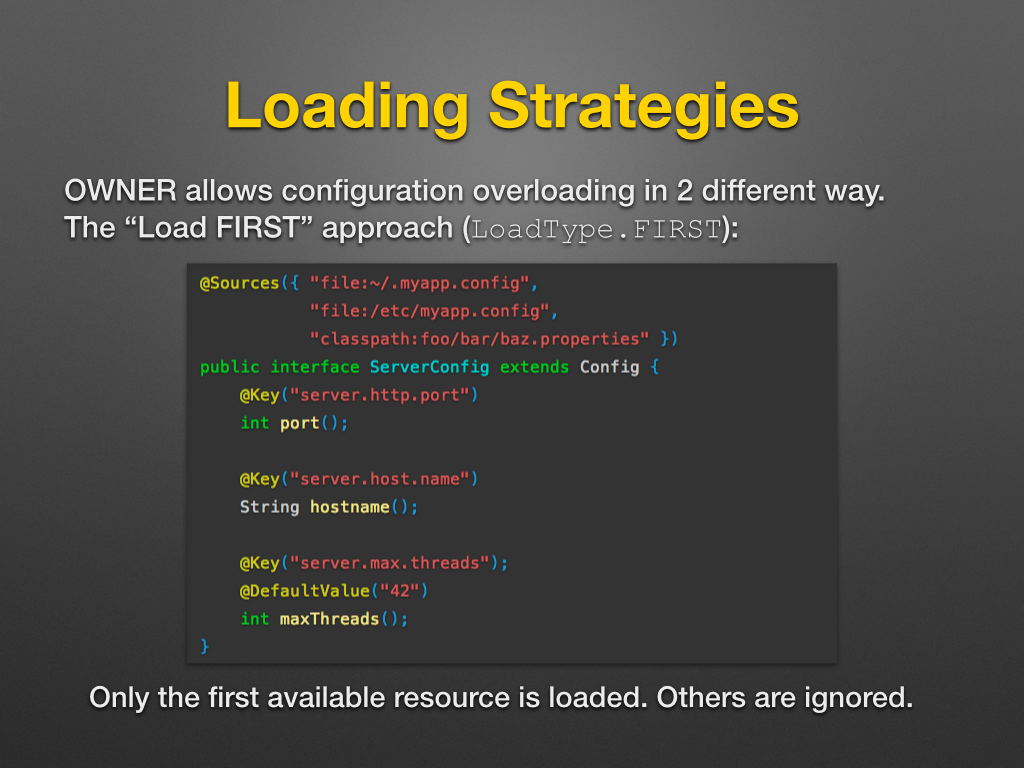 Loading Strategies
OWNER allows configuration overloading in 2 different way.
The “Load FIRST” approach (LoadType.FIRST):
@Sources({ "file:~/.myapp.config",
"file:/etc/myapp.config",
"classpath:foo/bar/baz.properties" })
public interface ServerConfig extends Config {
@Key("server.http.port")
int port();
@Key("server.host.name")
String hostname();
@Key("server.max.threads");
@DefaultValue("42")
int maxThreads();
}
Only the first available resource is loaded. Others are ignored.